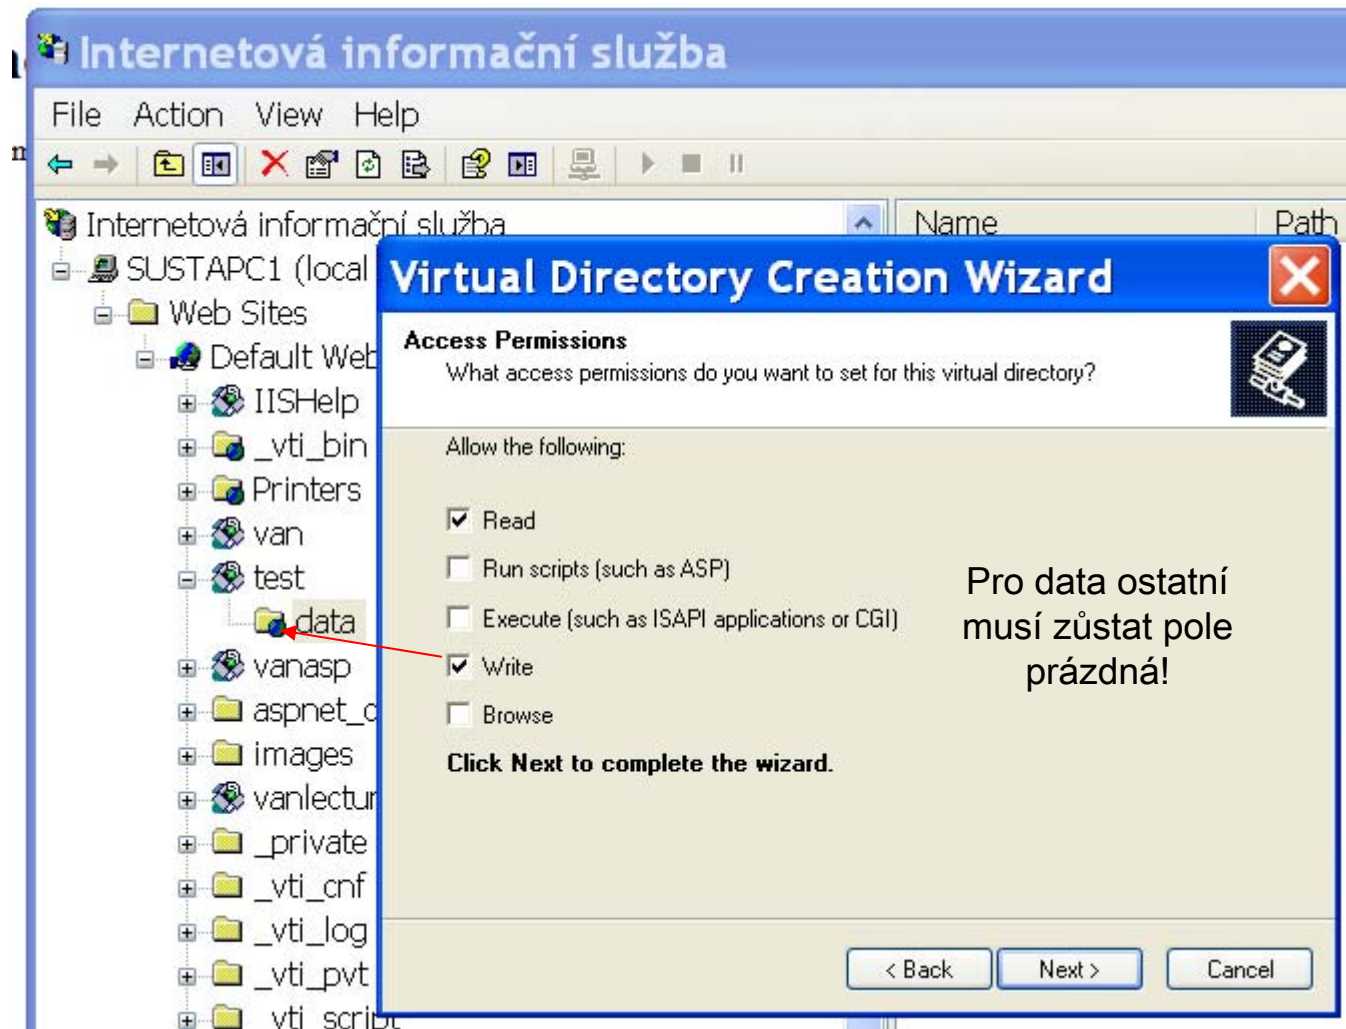 Internetová informační služba
File Action View Help
Internetová informační služba
Name Path
SUSTAPC1 (local
Web Sites
Default Web
IISHelp
_vti_bin
Printers
van
test
data
vanasp
aspnet_c
images
vanlectur
_private
_vti_cnf
_vti_log
_vti_pvt
_vti_script
Virtual Directory Creation Wizard
Access Permissions
What access permissions do you want to set for this virtual directory?
Allow the following:
Read
Run scripts (such as ASP)
Execute (such as ISAPI applications or CGI)
Write
Browse
Click Next to complete the wizard.
Pro data ostatní
musí zůstat pole
prázdná!
< Back Next > Cancel